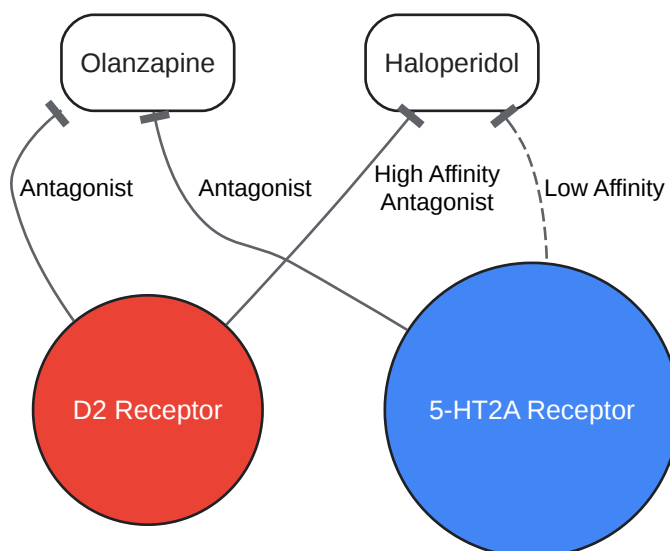 Olanzapine
Haloperidol
Antagonist
Antagonist
High Affinity
Antagonist
Low Affinity
D2 Receptor
5-HT2A Receptor